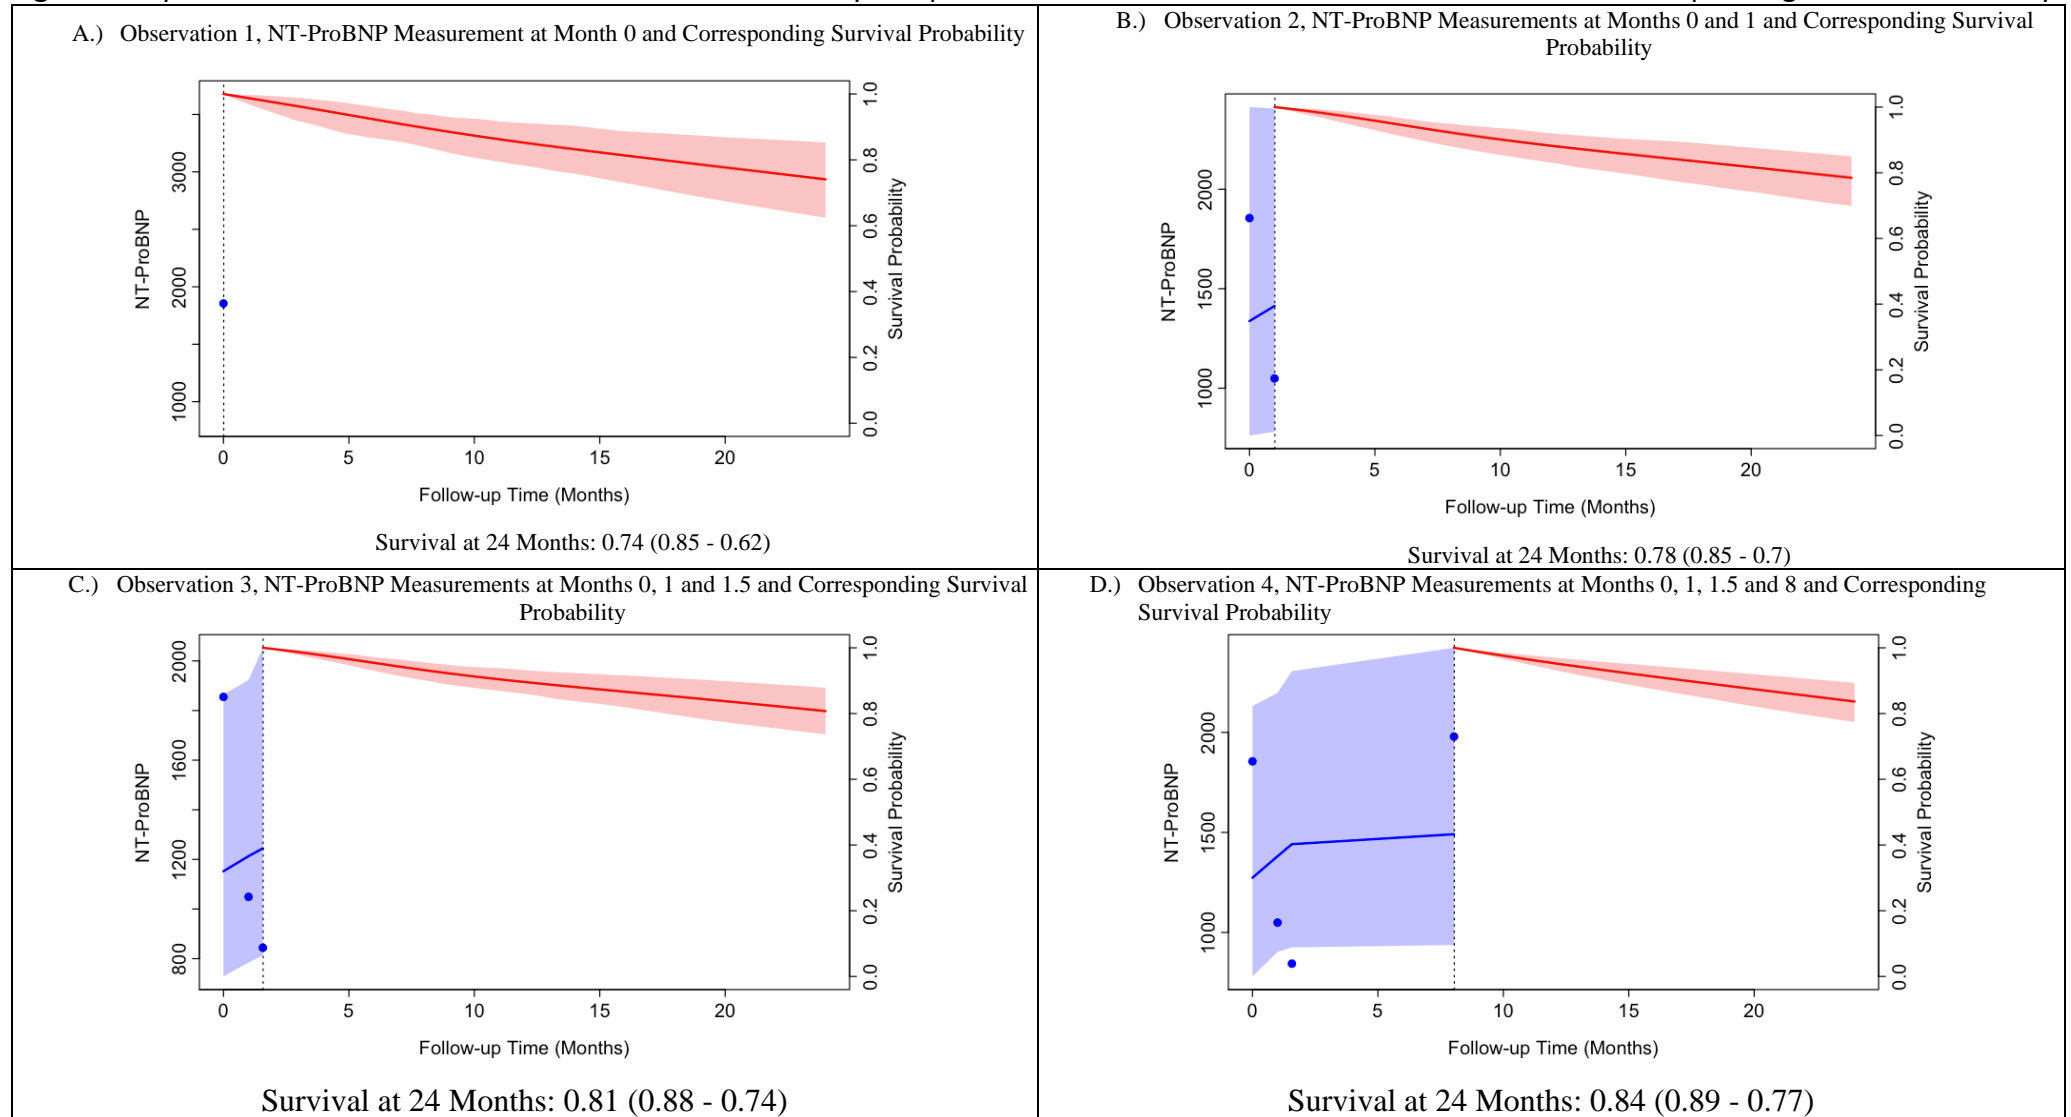 A.) Observation 1, NT-ProBNP Measurement at Month 0 and Corresponding Survival Probability
NT-ProBNP
1000
2000
3000
Survival Probability
0.0
0.2
0.4
0.6
0.8
1.0
0 5 10 15 20
Follow-up Time (Months)
Survival at 24 Months: 0.74 (0.85 - 0.62)
B.) Observation 2, NT-ProBNP Measurements at Months 0 and 1 and Corresponding Survival
Probability
NT-ProBNP
1000
1500
2000
Survival Probability
0.0
0.2
0.4
0.6
0.8
1.0
0 5 10 15 20
Follow-up Time (Months)
Survival at 24 Months: 0.78 (0.85 - 0.7)
C.) Observation 3, NT-ProBNP Measurements at Months 0, 1 and 1.5 and Corresponding Survival
Probability
NT-ProBNP
800
1200
1600
2000
Survival Probability
0.0
0.2
0.4
0.6
0.8
1.0
0 5 10 15 20
Follow-up Time (Months)
Survival at 24 Months: 0.81 (0.88 - 0.74)
D.) Observation 4, NT-ProBNP Measurements at Months 0, 1, 1.5 and 8 and Corresponding
Survival Probability
NT-ProBNP
1000
1500
2000
Survival Probability
0.0
0.2
0.4
0.6
0.8
1.0
0 5 10 15 20
Follow-up Time (Months)
Survival at 24 Months: 0.84 (0.89 - 0.77)